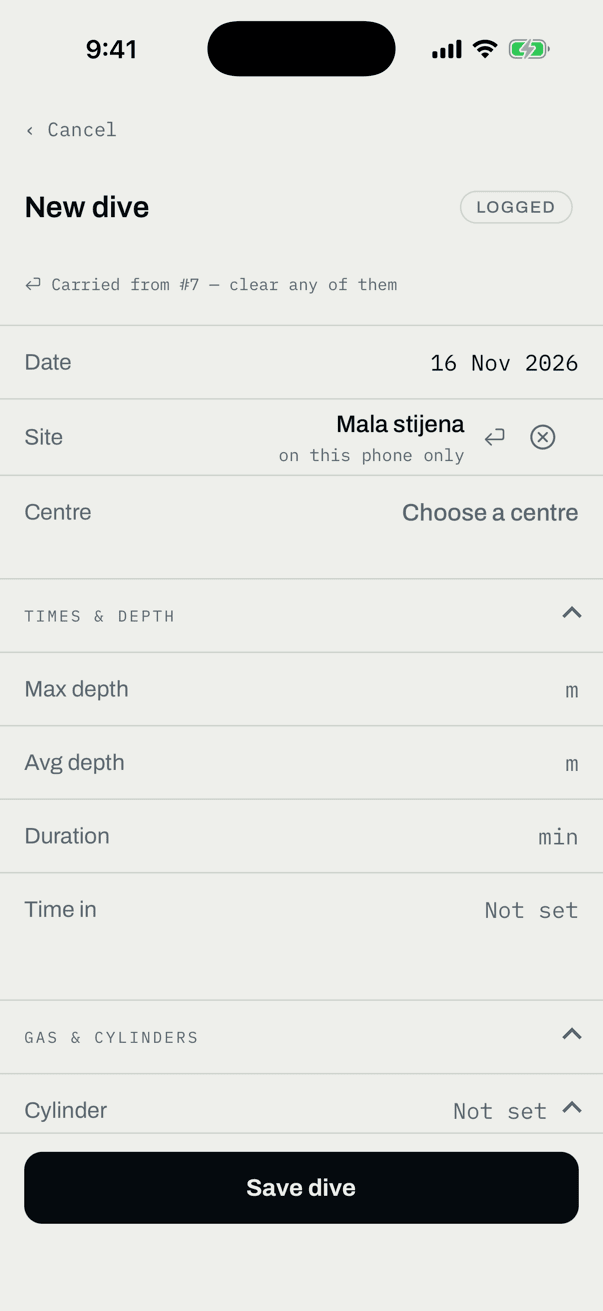 9:41
‹ Cancel
New dive
LOGGED
⏎ Carried from #7 — clear any of them
Date
16 Nov 2026
Site
Mala stijena
on this phone only
Centre
Choose a centre
TIMES & DEPTH
Max depth
m
Avg depth
m
Duration
min
Time in
Not set
GAS & CYLINDERS
Cylinder
Not set
Save dive